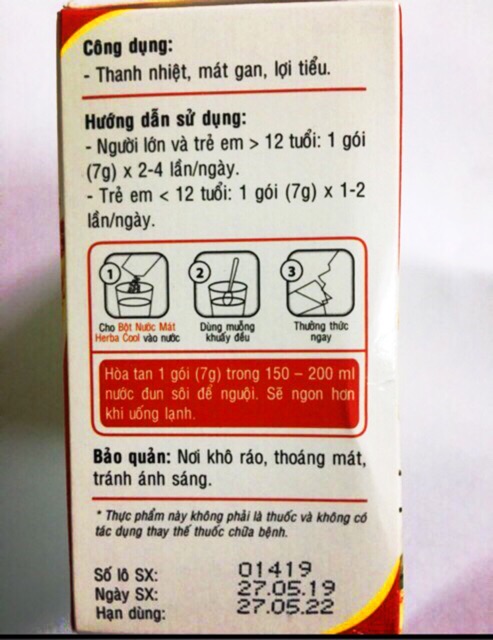 Công dụng:
- Thanh nhiệt, mát gan, lợi tiểu.
Hướng dẫn sử dụng:
- Người lớn và trẻ em > 12 tuổi: 1 gói
(7g) x 2-4 lần/ngày.
- Trẻ em < 12 tuổi: 1 gói (7g) x 1-2
lần/ngày.
1
2
3
Cho Bột Nước Mát
Herba Cool vào nước
Dùng muỗng
khuấy đều
Thưởng thức
ngay
Hòa tan 1 gói (7g) trong 150 – 200 ml
nước đun sôi để nguội. Sẽ ngon hơn
khi uống lạnh.
Bảo quản: Nơi khô ráo, thoáng mát,
tránh ánh sáng.
* Thực phẩm này không phải là thuốc và không có
tác dụng thay thế thuốc chữa bệnh.
Số lô SX: 01419
Ngày SX: 27.05.19
Hạn dùng: 27.05.22